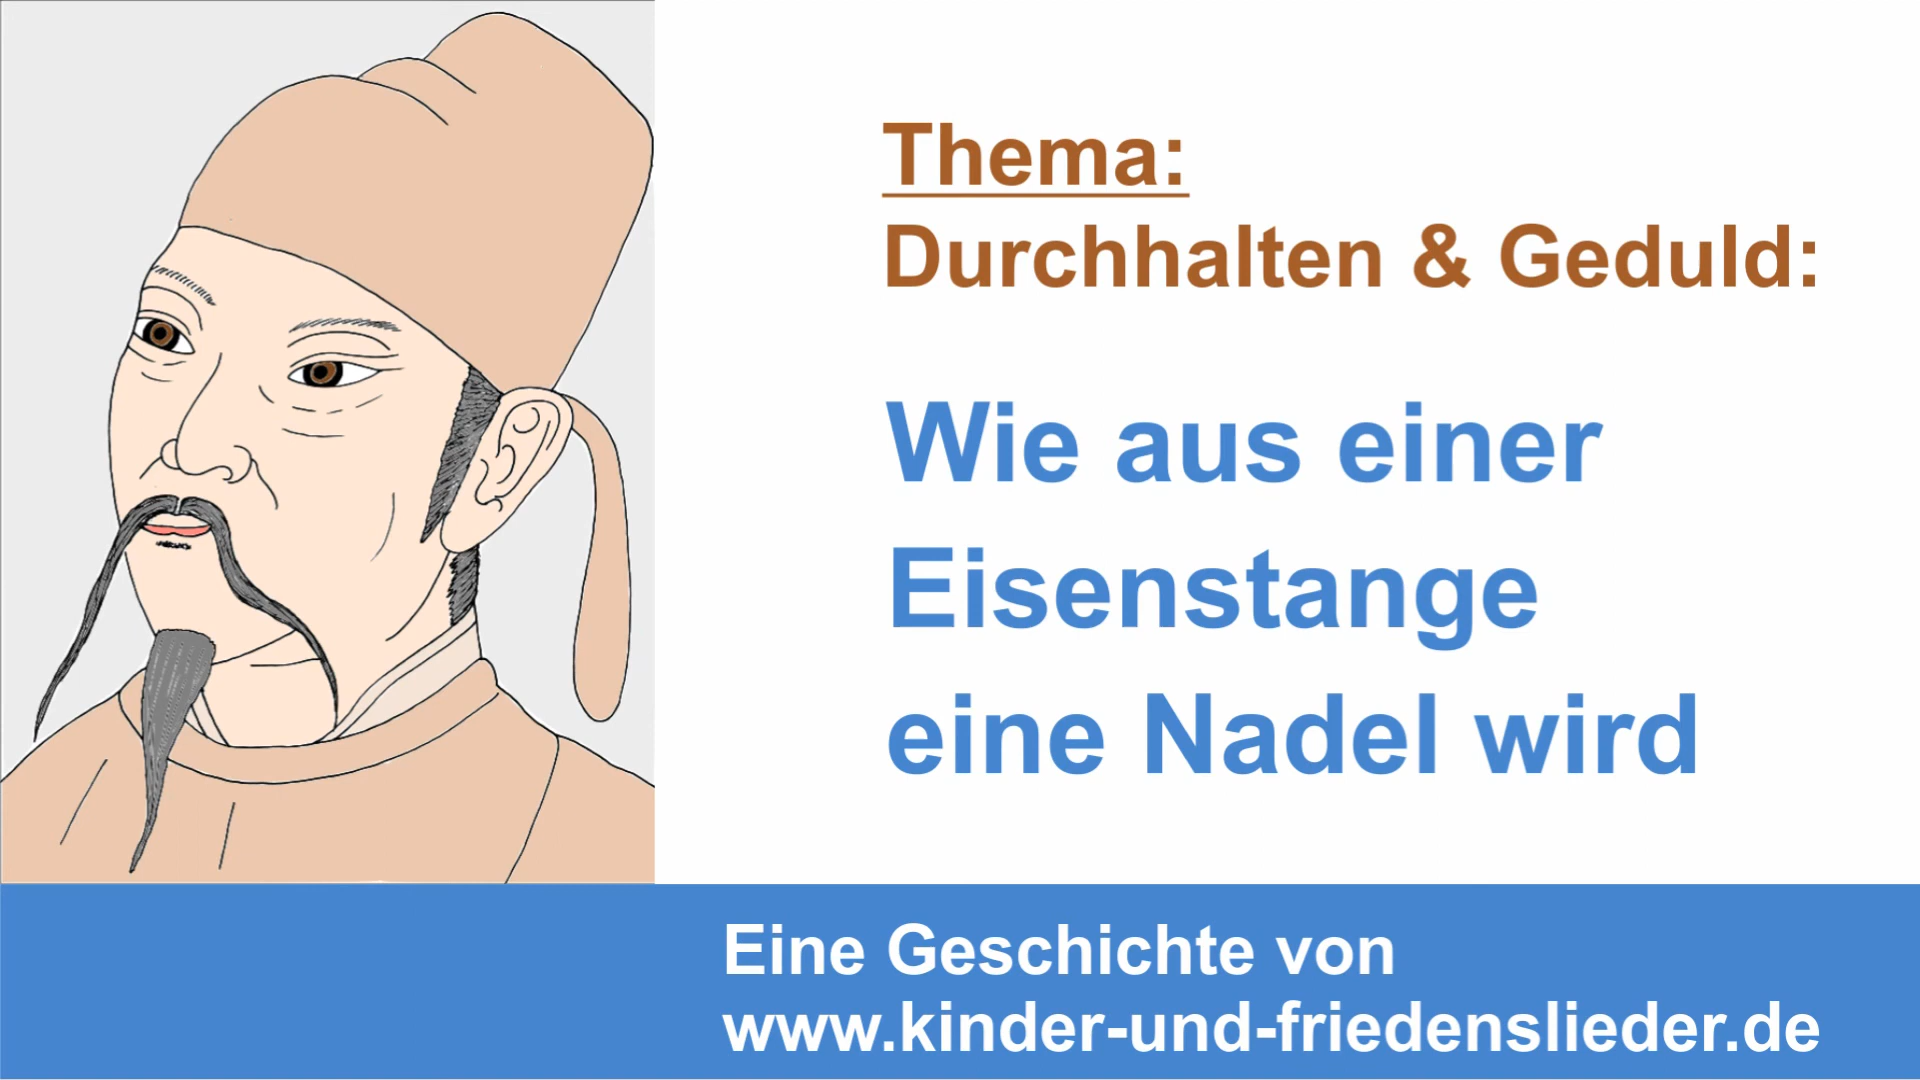 Thema:
Durchhalten & Geduld:
Wie aus einer
Eisenstange
eine Nadel wird
Eine Geschichte von
www.kinder-und-friedenslieder.de